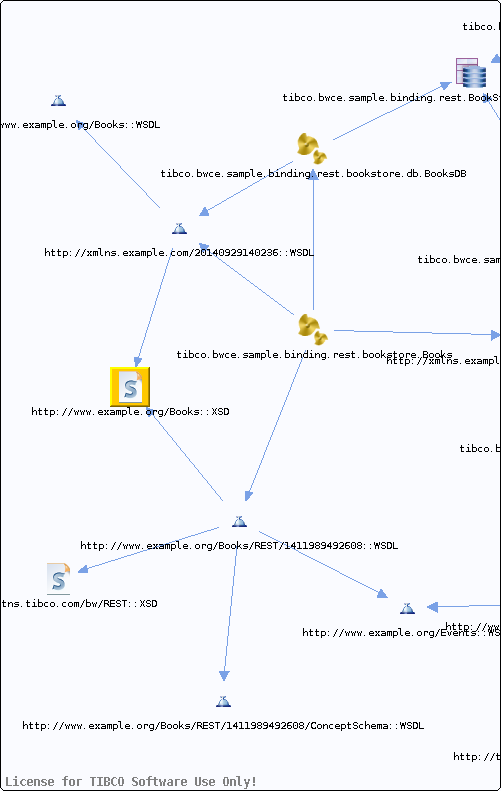 tibco.b
tibco.bwce.sample.binding.rest.BookSt
www.example.org/Books::WSDL
tibco.bwce.sample.binding.rest.bookstore.db.BooksDB
http://xmlns.example.com/20140929140236::WSDL
tibco.bwce.sam
tibco.bwce.sample.binding.rest.bookstore.Books
http://xmlns.exampl
http://www.example.org/Books::XSD
tibco.b
http://www.example.org/Books/REST/1411989492608::WSDL
tns.tibco.com/bw/REST::XSD
http://ww
http://www.example.org/Events::WS
http://www.example.org/Books/REST/1411989492608/ConceptSchema::WSDL
http://t
License for TIBCO Software Use Only!